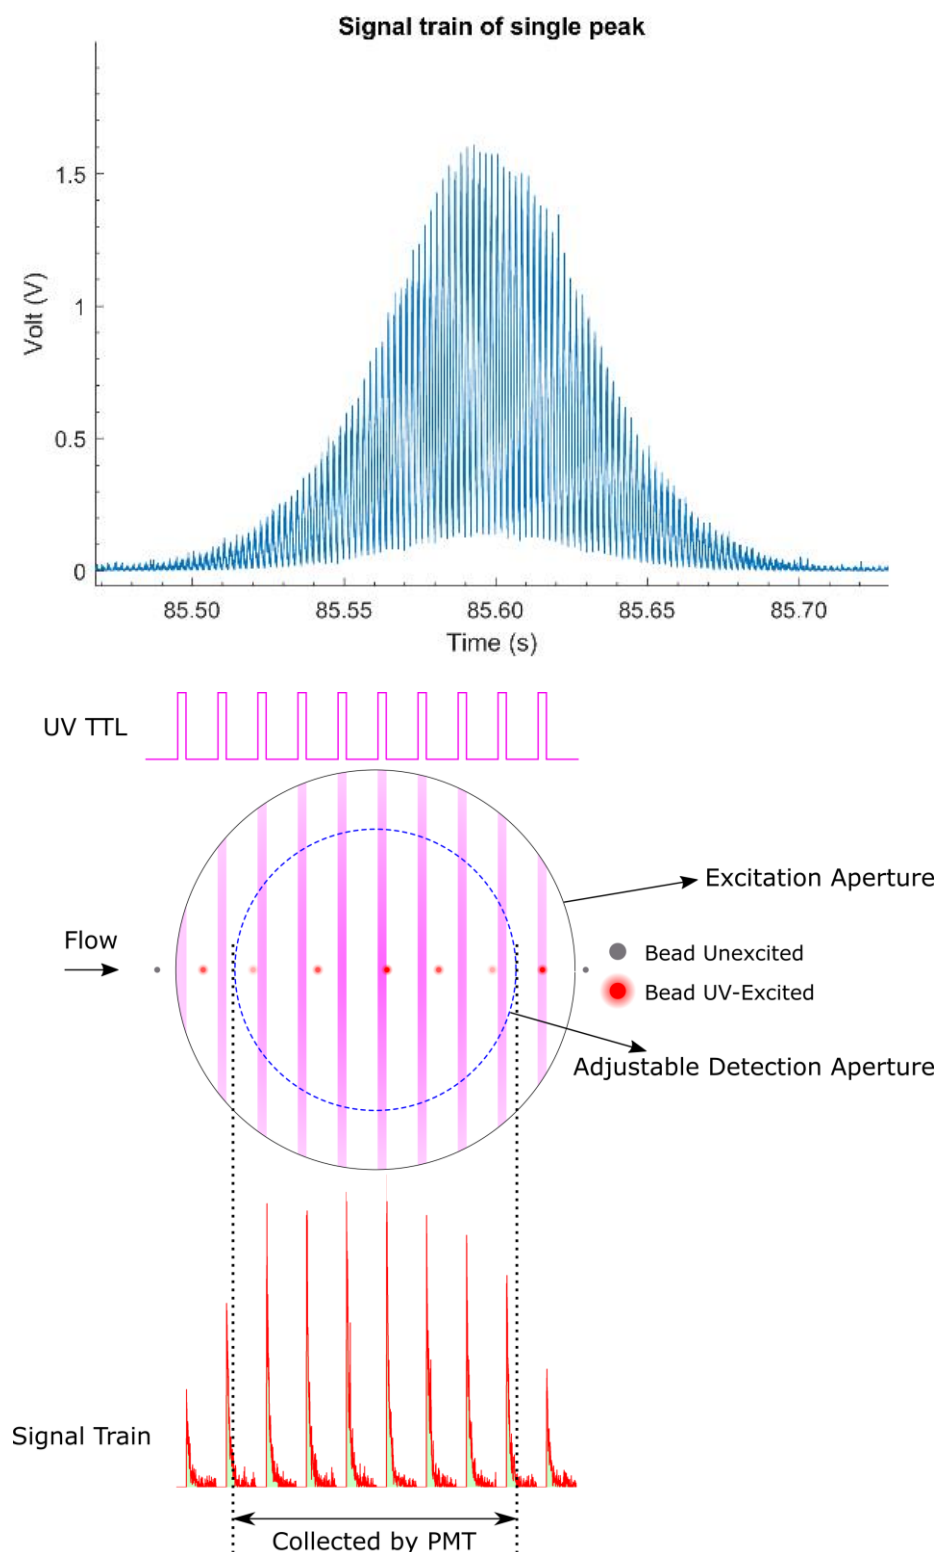 Signal train of single peak
1.5
1
0.5
0
Volt (V)
85.50 85.55 85.60 85.65 85.70
Time (s)
UV TTL
Excitation Aperture
Flow
Bead Unexcited
Bead UV-Excited
Adjustable Detection Aperture
Signal Train
Collected by PMT